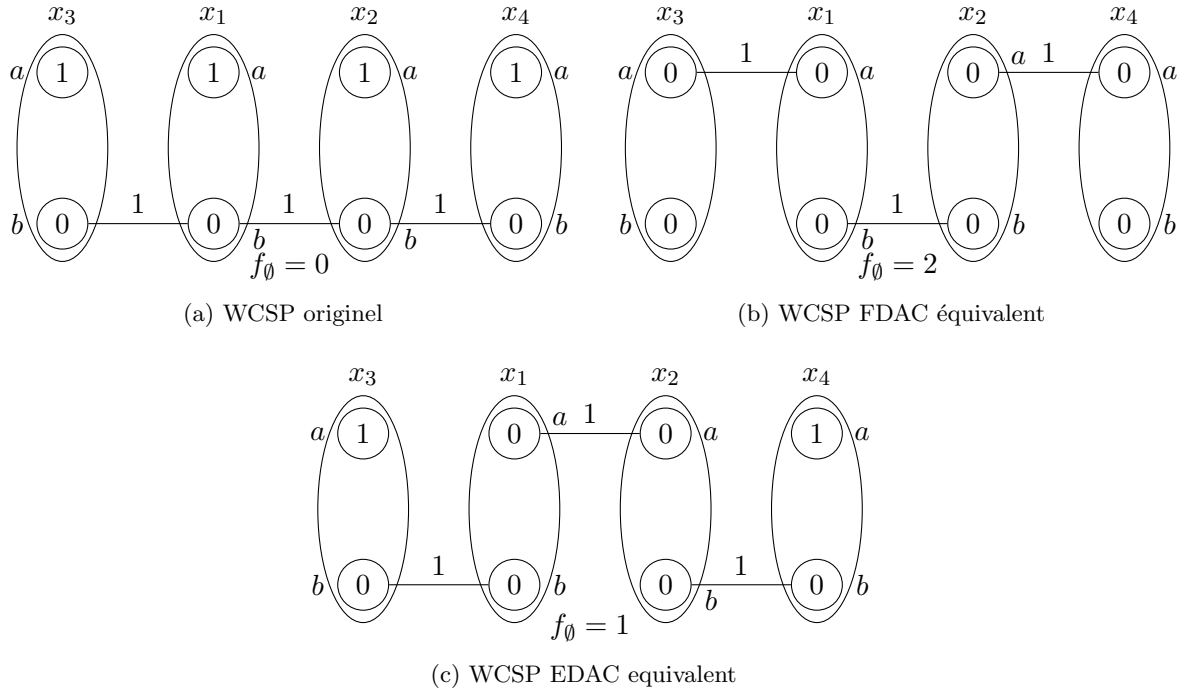 x₃ x₁ x₂ x₄
a 1 1 a 1 a 1 a
1 1 1
b 0 0 b 0 b 0 b
f∅ = 0
(a) WCSP originel
x₃ x₁ x₂ x₄
a 0 1 0 a 0 a 1 0 a
b 0 0 b 1 0 b 0 b
f∅ = 2
(b) WCSP FDAC équivalent
x₃ x₁ x₂ x₄
a 1 0 a 1 0 a 1 a
b 0 1 0 b 0 b 1 0 b
f∅ = 1
(c) WCSP EDAC equivalent